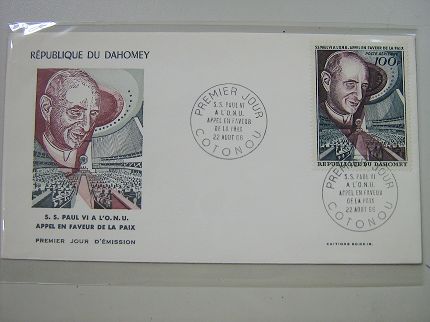 RÉPUBLIQUE DU DAHOMEY
S. S. PAUL VI A L'O.N.U.
APPEL EN FAVEUR DE LA PAIX
PREMIER JOUR D'ÉMISSION
PREMIER JOUR
S.S. PAUL VI
A L'O.N.U.
APPEL EN FAVEUR
DE LA PAIX
22 AOUT 66
COTONOU
S.S. PAUL VI A L'O.N.U. APPEL EN FAVEUR DE LA PAIX
POSTE AÉRIENNE
100F
REPUBLIQUE DU DAHOMEY
PREMIER JOUR
S.S. PAUL VI
A L'O.N.U.
APPEL EN FAVEUR
DE LA PAIX
22 AOUT 66
COTONOU
EDITIONS